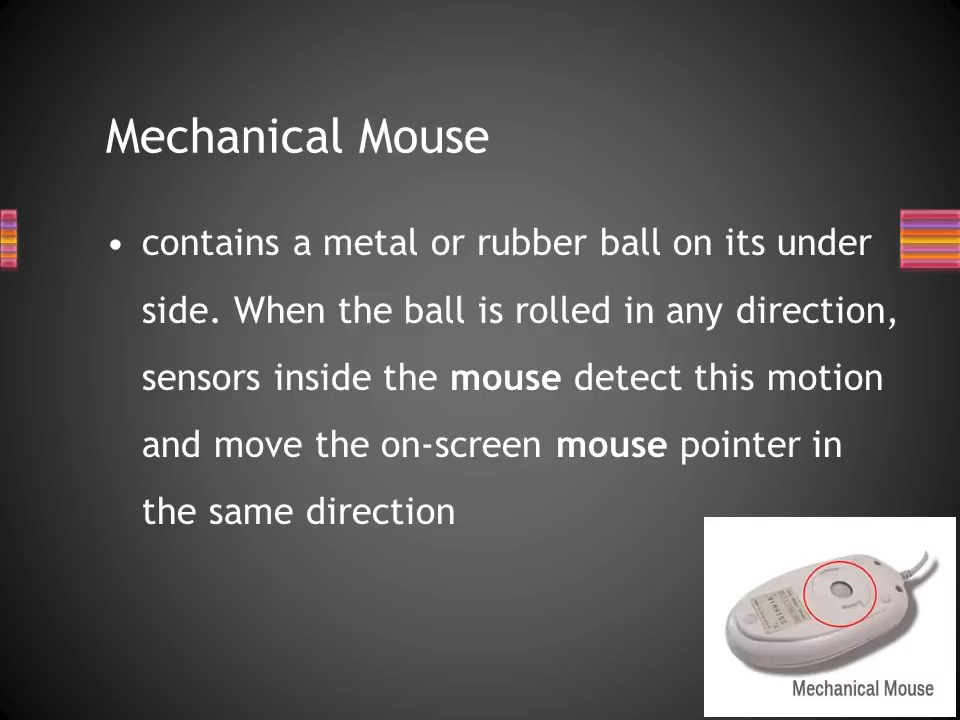 Mechanical Mouse
• contains a metal or rubber ball on its under
side. When the ball is rolled in any direction,
sensors inside the mouse detect this motion
and move the on-screen mouse pointer in
the same direction
Mechanical Mouse